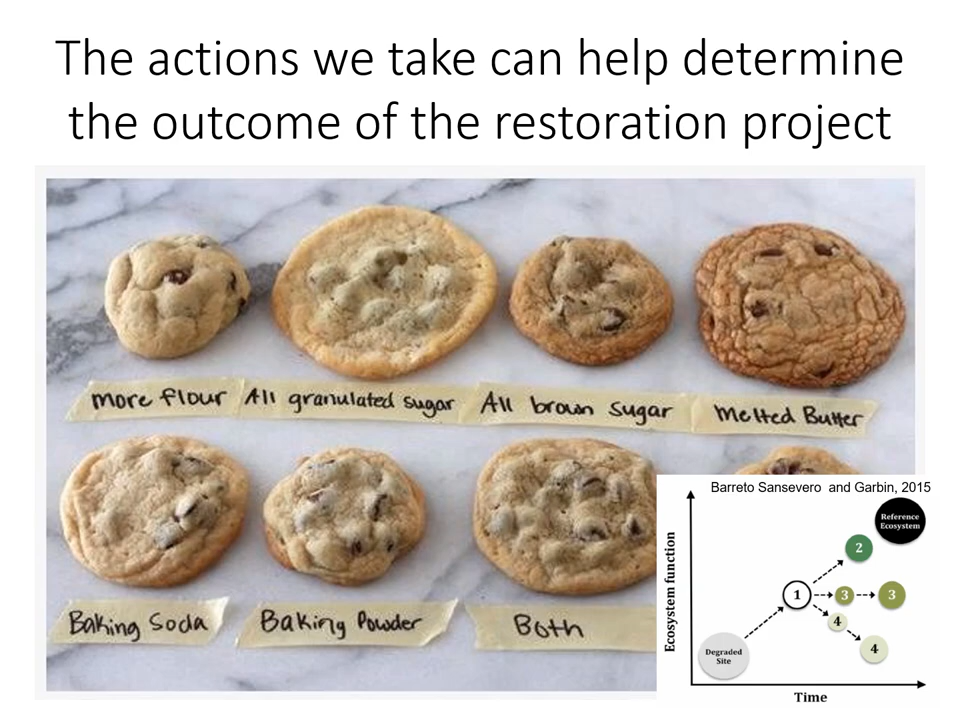 The actions we take can help determine
the outcome of the restoration project
more flour
All granulated sugar
All brown sugar
Melted Butter
Baking Soda
Baking Powder
Both
Barreto Sansevero and Garbin, 2015
Ecosystem function
Reference
Ecosystem
2
1
3
3
4
4
Degraded
Site
Time